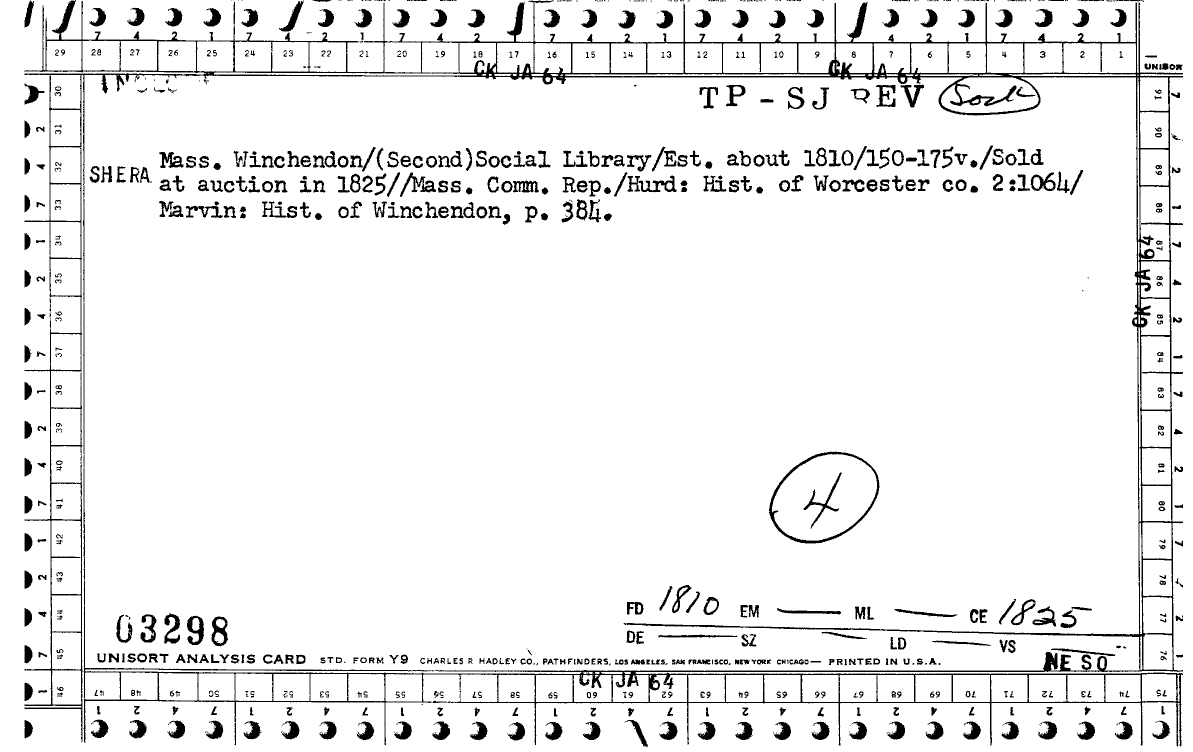 7 4 2 1 7 4 2 1 7 4 2 1 7 4 2 1 7 4 2 1 7 4 2 1 7 4 2 1
29 28 27 26 25 24 23 22 21 20 19 18 17 16 15 14 13 12 11 10 9 8 7 6 5 4 3 2 1
CK JA 64 CK JA 64 UNISOR
TP-SJ REV
SHERA Mass. Winchendon/(Second)Social Library/Est. about 1810/150-175v./Sold
at auction in 1825//Mass. Comm. Rep./Hurd: Hist. of Worcester co. 2:1064/
Marvin: Hist. of Winchendon, p. 384.
CK JA 64
4
FD 1810 EM — ML — CE 1825
DE — SZ — LD — VS —
03298
NE SO
UNISORT ANALYSIS CARD STD. FORM Y9 CHARLES R HADLEY CO., PATHFINDERS, LOS ANGELES, SAN FRANCISCO, NEW YORK CHICAGO— PRINTED IN U.S.A.
CK JA 64
30 31 32 33 34 35 36 37 38 39 40 41 42 43 44 45 46
91 90 89 88 87 86 85 84 83 82 81 80 79 78 77 76
47 48 49 50 51 52 53 54 55 56 57 58 59 60 61 62 63 64 65 66 67 68 69 70 71 72 73 74 75